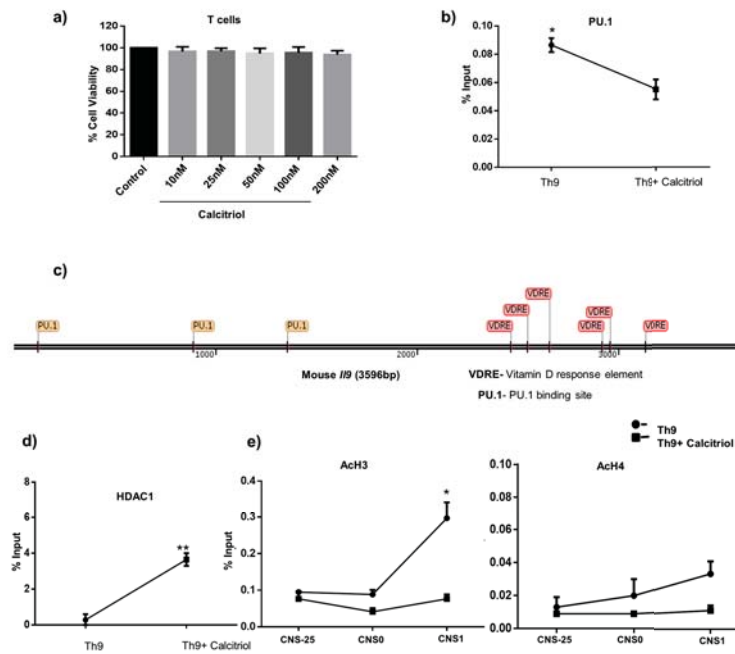 a)
T cells
% Cell Viability
120
100
80
60
40
20
0
Control
10nM
25nM
50nM
100nM
200nM
Calcitriol
b)
PU.1
% Input
0.10
0.08
0.06
0.04
0.02
0.00
*
Th9
Th9+ Calcitriol
c)
PU.1
PU.1
PU.1
VDRE
VDRE
VDRE
VDRE
VDRE
VDRE
1000
2000
3000
Mouse Il9 (3596bp)
VDRE- Vitamin D response element
PU.1- PU.1 binding site
Th9
Th9+ Calcitriol
d)
HDAC1
% Input
8
6
4
2
0
**
Th9
Th9+ Calcitriol
e)
AcH3
% Input
0.4
0.3
0.2
0.1
0.0
*
CNS-25
CNS0
CNS1
AcH4
0.10
0.08
0.06
0.04
0.02
0.00
CNS-25
CNS0
CNS1